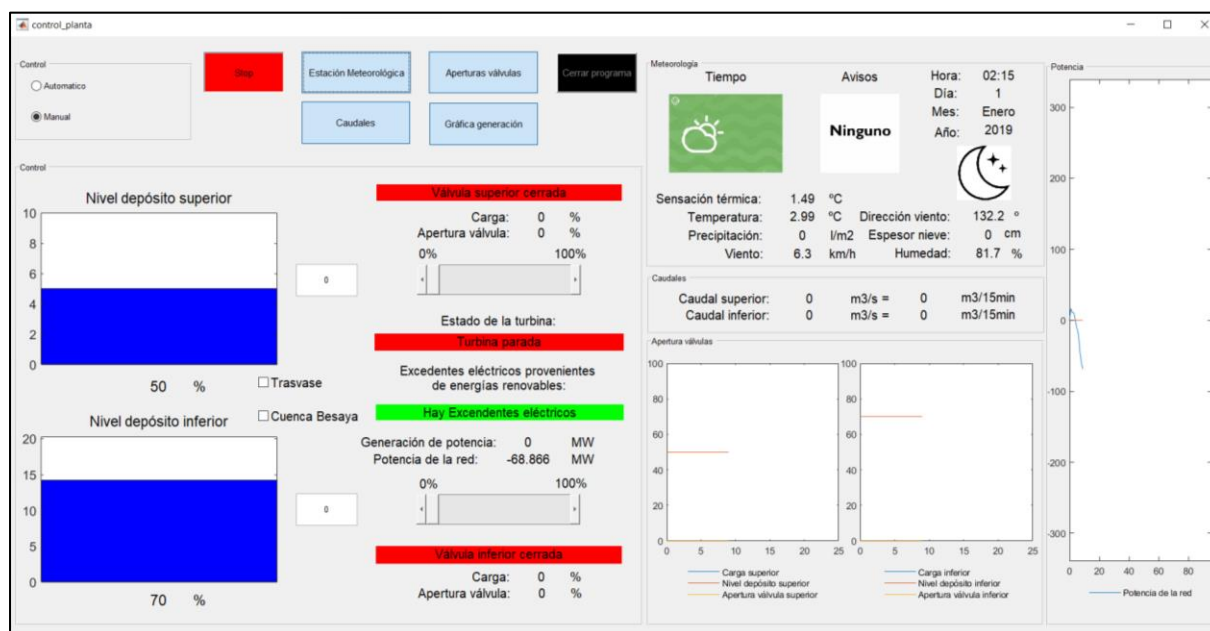 control_planta
Control
Automatico
Manual
Stop
Estación Meteorológica
Aperturas válvulas
Cerrar programa
Caudales
Gráfica generación
Meteorología
Tiempo
Avisos
Ninguno
Hora: 02:15
Día: 1
Mes: Enero
Año: 2019
Sensación térmica: 1.49 ºC
Temperatura: 2.99 ºC Dirección viento: 132.2 º
Precipitación: 0 l/m2 Espesor nieve: 0 cm
Viento: 6.3 km/h Humedad: 81.7 %
Caudales
Caudal superior: 0 m3/s = 0 m3/15min
Caudal inferior: 0 m3/s = 0 m3/15min
Control
Nivel depósito superior
10
8
6
4
2
0
50 %
0
Trasvase
Cuenca Besaya
Nivel depósito inferior
20
15
10
5
0
70 %
0
Válvula superior cerrada
Carga: 0 %
Apertura válvula: 0 %
0% 100%
Estado de la turbina:
Turbina parada
Excedentes eléctricos provenientes
de energías renovables:
Hay Excendentes eléctricos
Generación de potencia: 0 MW
Potencia de la red: -68.866 MW
0% 100%
Válvula inferior cerrada
Carga: 0 %
Apertura válvula: 0 %
Apertura válvulas
100
80
60
40
20
0
0 5 10 15 20 25
Carga superior
Nivel depósito superior
Apertura válvula superior
100
80
60
40
20
0
0 5 10 15 20 25
Carga inferior
Nivel depósito inferior
Apertura válvula inferior
Potencia
300
200
100
0
-100
-200
-300
0 20 40 60 80
Potencia de la red